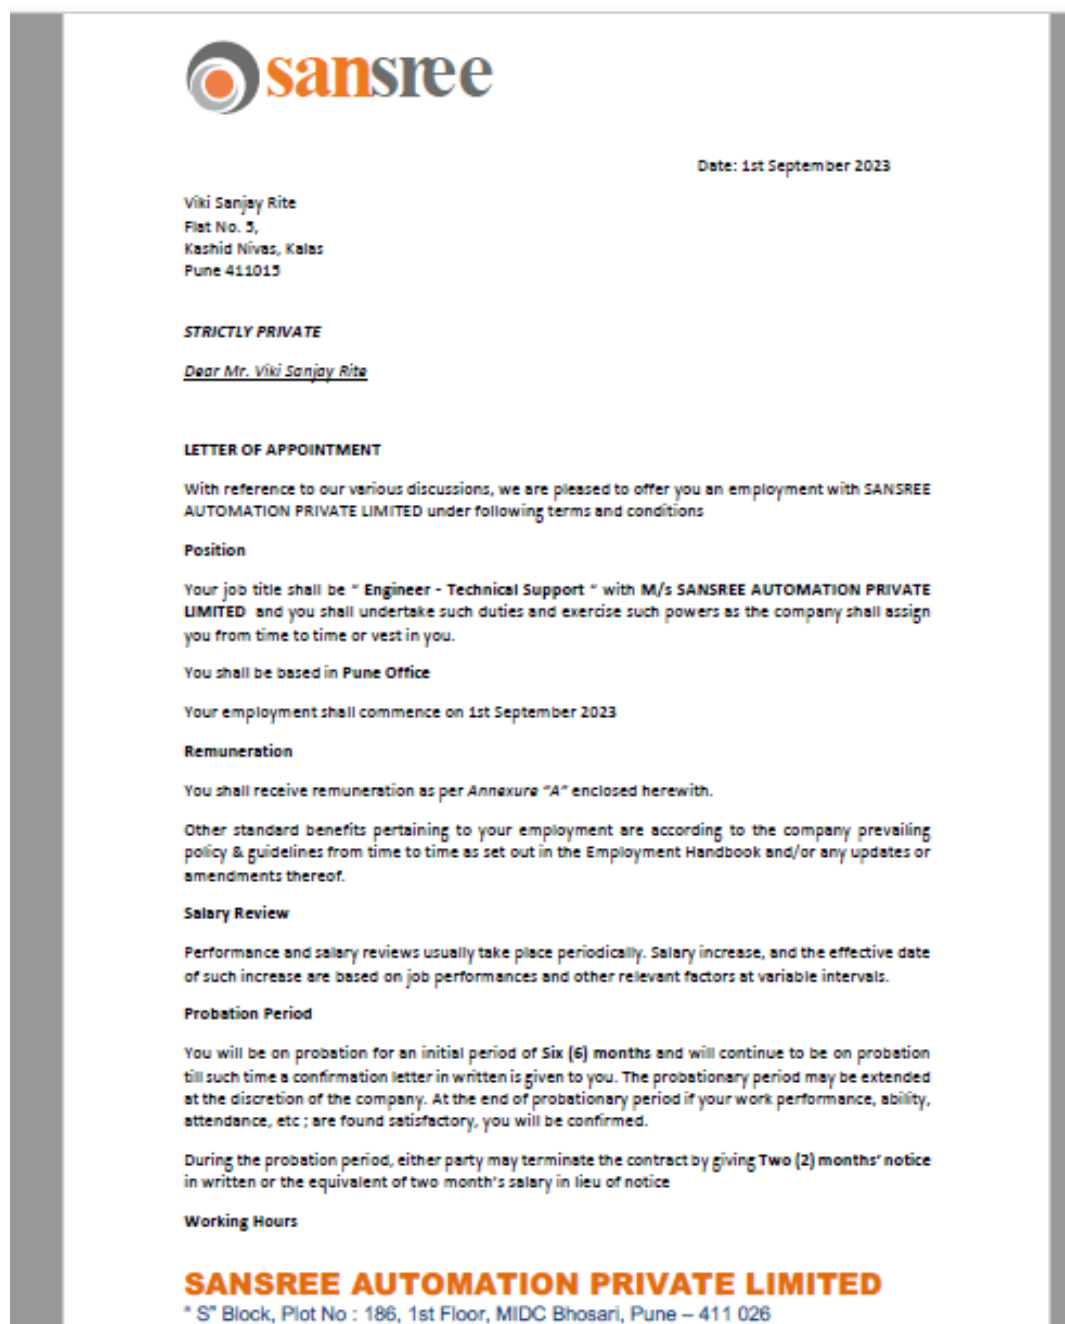 sansree
Date: 1st September 2023
Viki Sanjay Rite
Flat No. 5,
Kashid Nivas, Kalas
Pune 411015
STRICTLY PRIVATE
Dear Mr. Viki Sanjay Rite
LETTER OF APPOINTMENT
With reference to our various discussions, we are pleased to offer you an employment with SANSREE
AUTOMATION PRIVATE LIMITED under following terms and conditions
Position
Your job title shall be " Engineer - Technical Support " with M/s SANSREE AUTOMATION PRIVATE
LIMITED and you shall undertake such duties and exercise such powers as the company shall assign
you from time to time or vest in you.
You shall be based in Pune Office
Your employment shall commence on 1st September 2023
Remuneration
You shall receive remuneration as per Annexure "A" enclosed herewith.
Other standard benefits pertaining to your employment are according to the company prevailing
policy & guidelines from time to time as set out in the Employment Handbook and/or any updates or
amendments thereof.
Salary Review
Performance and salary reviews usually take place periodically. Salary increase, and the effective date
of such increase are based on job performances and other relevant factors at variable intervals.
Probation Period
You will be on probation for an initial period of Six (6) months and will continue to be on probation
till such time a confirmation letter in written is given to you. The probationary period may be extended
at the discretion of the company. At the end of probationary period if your work performance, ability,
attendance, etc ; are found satisfactory, you will be confirmed.
During the probation period, either party may terminate the contract by giving Two (2) months' notice
in written or the equivalent of two month's salary in lieu of notice
Working Hours
SANSREE AUTOMATION PRIVATE LIMITED
" S" Block, Plot No : 186, 1st Floor, MIDC Bhosari, Pune – 411 026